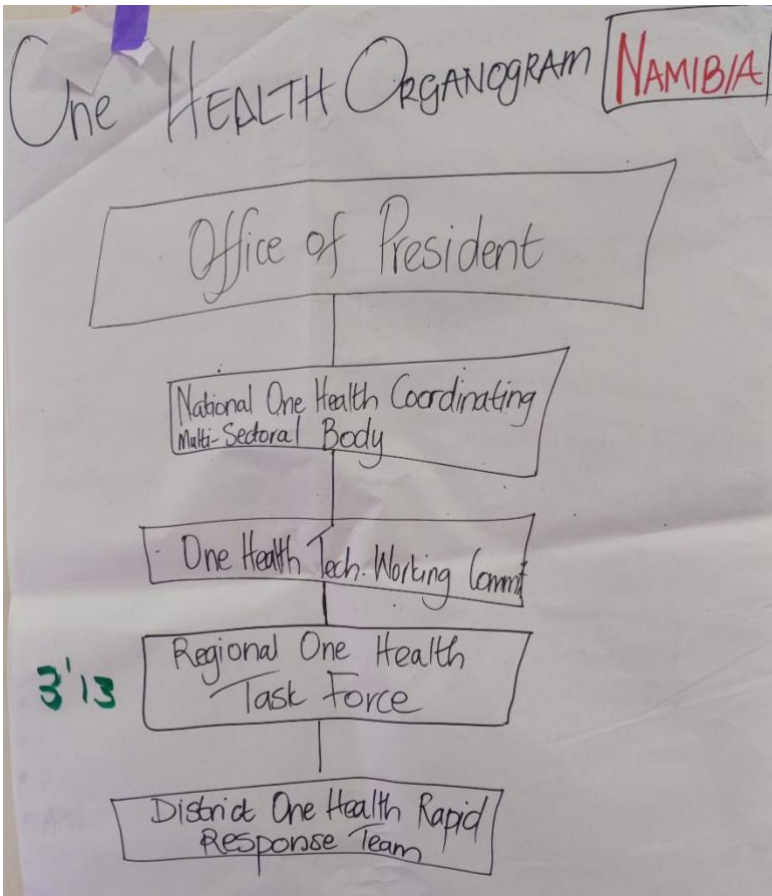 One HEALTH ORGANOGRAM NAMIBIA
Office of President
National One Health Coordinating
Multi-Sectoral Body
- One Health Tech. Working Commit
Regional One Health
Task Force
3'13
District One Health Rapid
Response Team